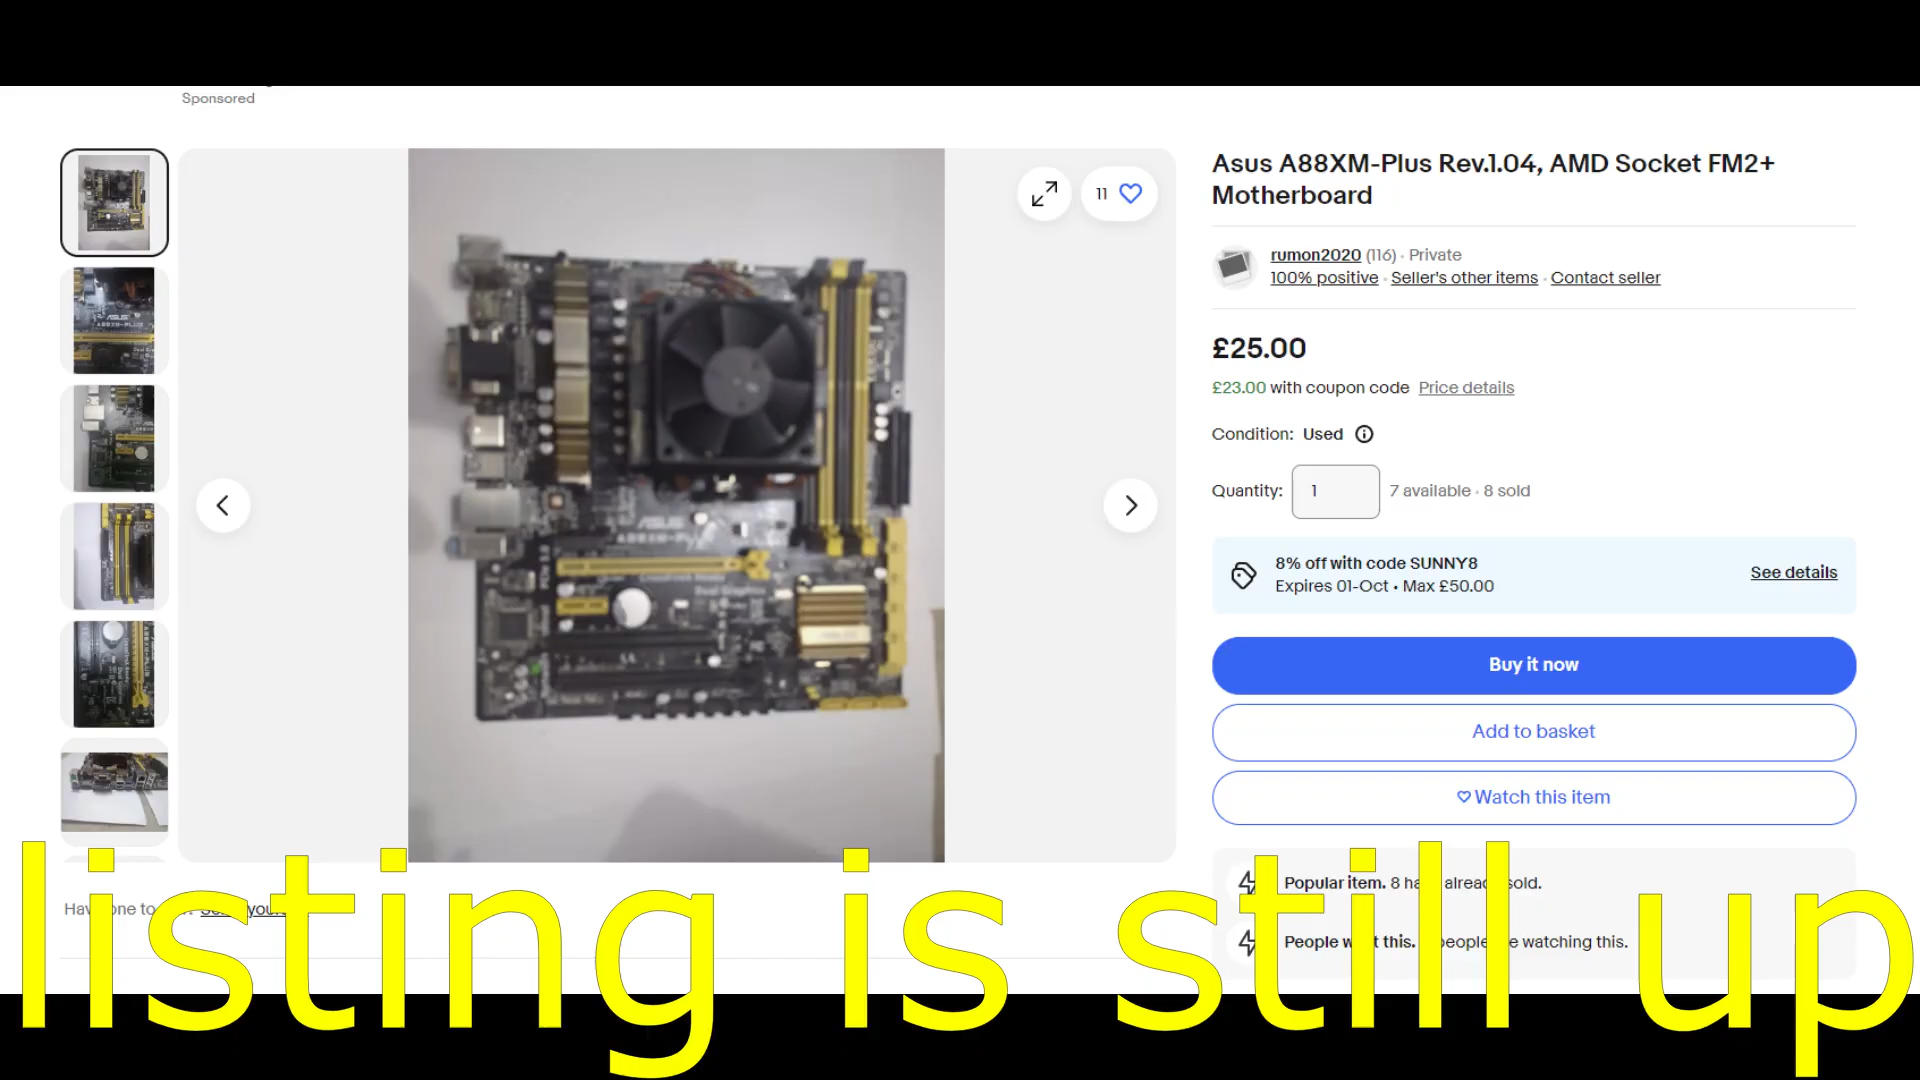 Sponsored
11
Asus A88XM-Plus Rev.1.04, AMD Socket FM2+
Motherboard
rumon2020 (116) · Private
100% positive · Seller's other items · Contact seller
£25.00
£23.00 with coupon code Price details
Condition: Used
Quantity: 1 7 available · 8 sold
8% off with code SUNNY8
Expires 01-Oct • Max £50.00
See details
Buy it now
Add to basket
Watch this item
Popular item. 8 sold.
People this. watching this.
listing is still up